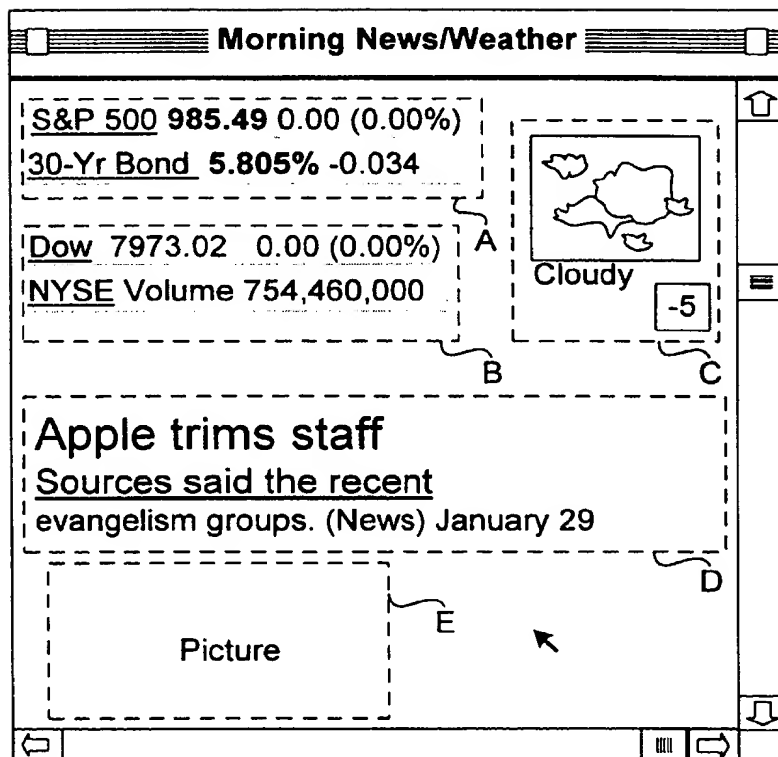 Morning News/Weather
S&P 500 985.49 0.00 (0.00%)
30-Yr Bond 5.805% -0.034
A
Dow 7973.02 0.00 (0.00%)
NYSE Volume 754,460,000
B
Cloudy
-5
C
Apple trims staff
Sources said the recent
evangelism groups. (News) January 29
D
Picture
E